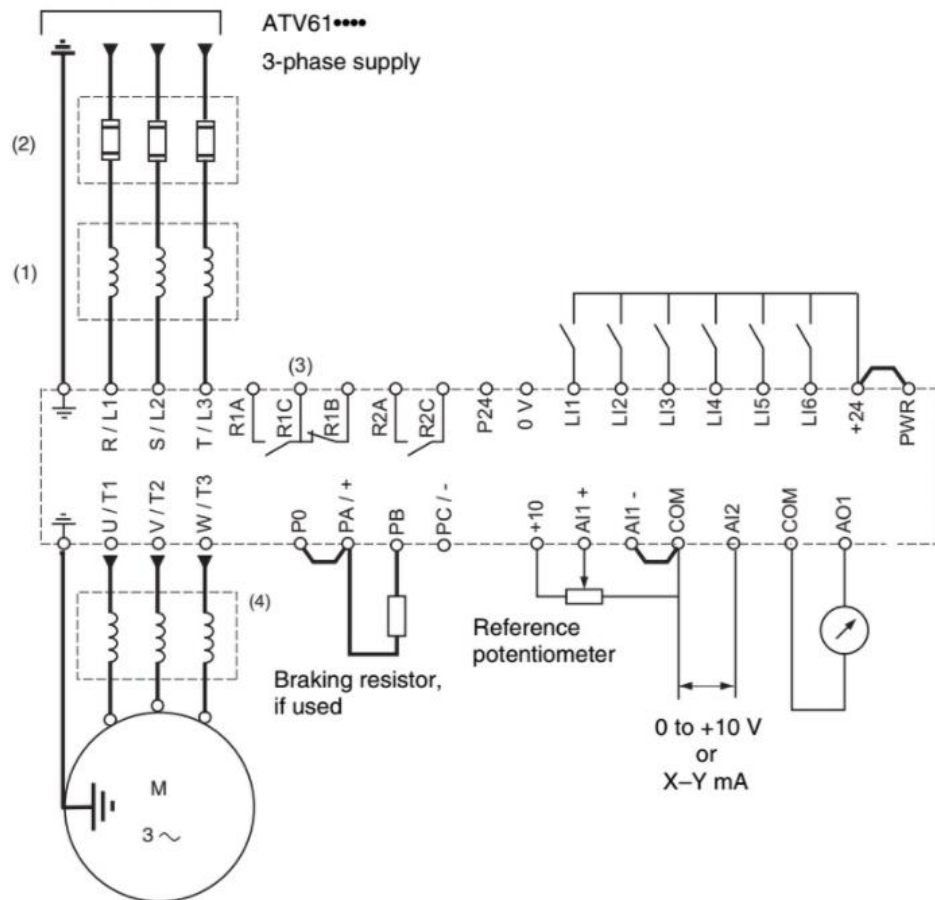 ATV61••••
3-phase supply
(2)
(1)
(3)
R / L1
S / L2
T / L3
R1A
R1C
R1B
R2A
R2C
P24
0 V
LI1
LI2
LI3
LI4
LI5
LI6
+24
PWR
U / T1
V / T2
W / T3
P0
PA / +
PB
PC / -
+10
AI1 +
AI1 -
COM
AI2
COM
AO1
(4)
Reference
potentiometer
Braking resistor,
if used
0 to +10 V
or
X–Y mA
M
3 ~